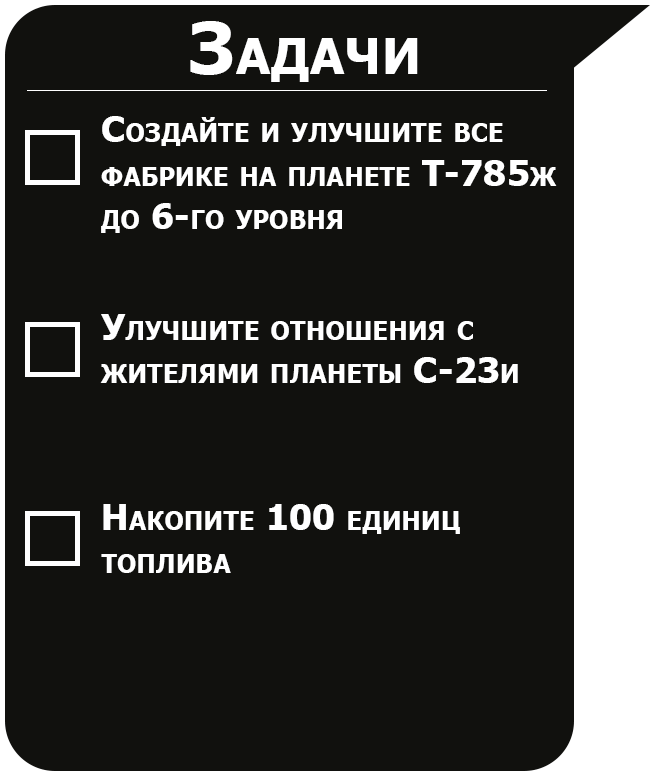 Задачи
Создайте и улучшите все
фабрике на планете Т-785ж
до 6-го уровня
Улучшите отношения с
жителями планеты С-23и
Накопите 100 единиц
топлива